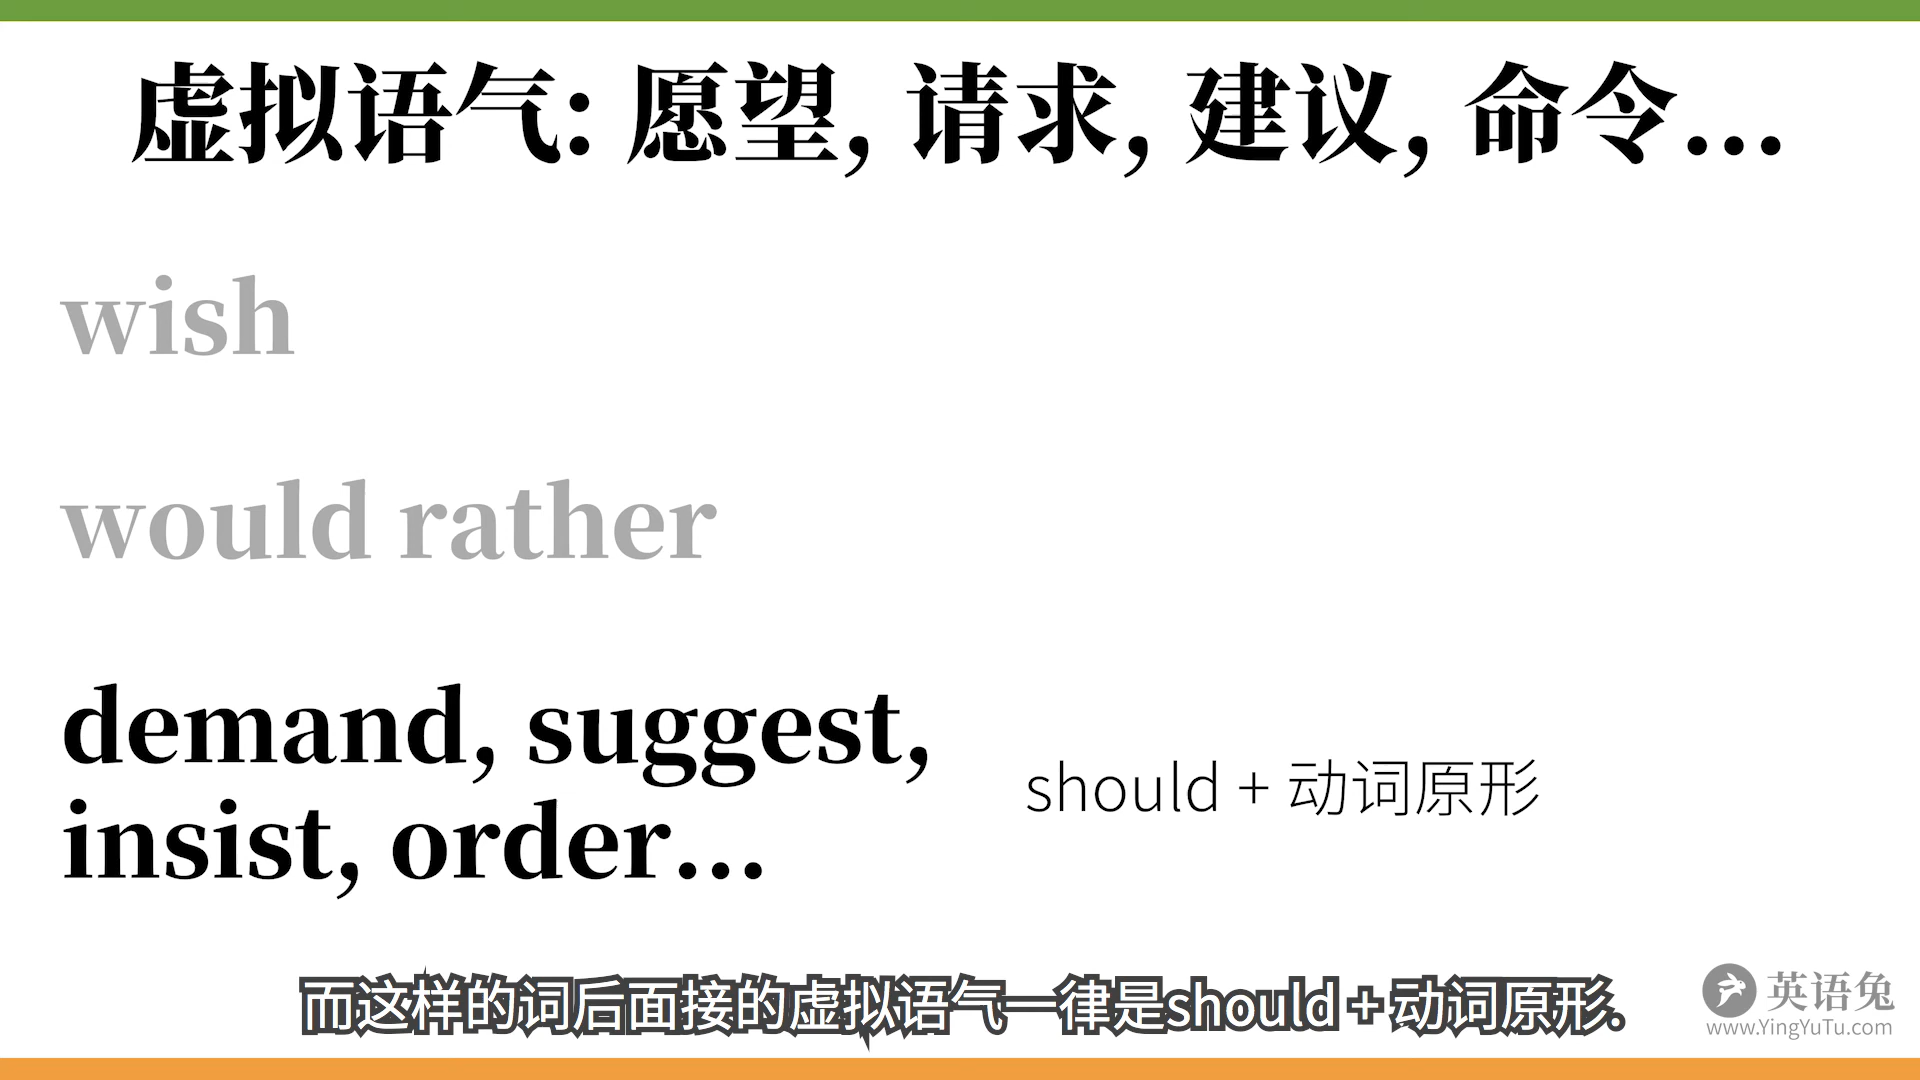 虚拟语气: 愿望, 请求, 建议, 命令...
wish
would rather
demand, suggest,
insist, order...
should + 动词原形
而这样的词后面接的虚拟语气一律是should + 动词原形.
英语兔
www.YingYuTu.com